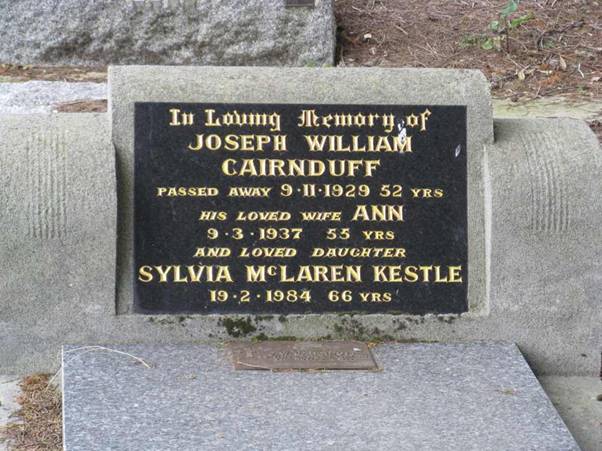 In Loving Memory of
JOSEPH WILLIAM
CAIRNDUFF
PASSED AWAY 9·11·1929 52 YRS
HIS LOVED WIFE ANN
9·3·1937 55 YRS
AND LOVED DAUGHTER
SYLVIA McLAREN KESTLE
19·2·1984 66 YRS